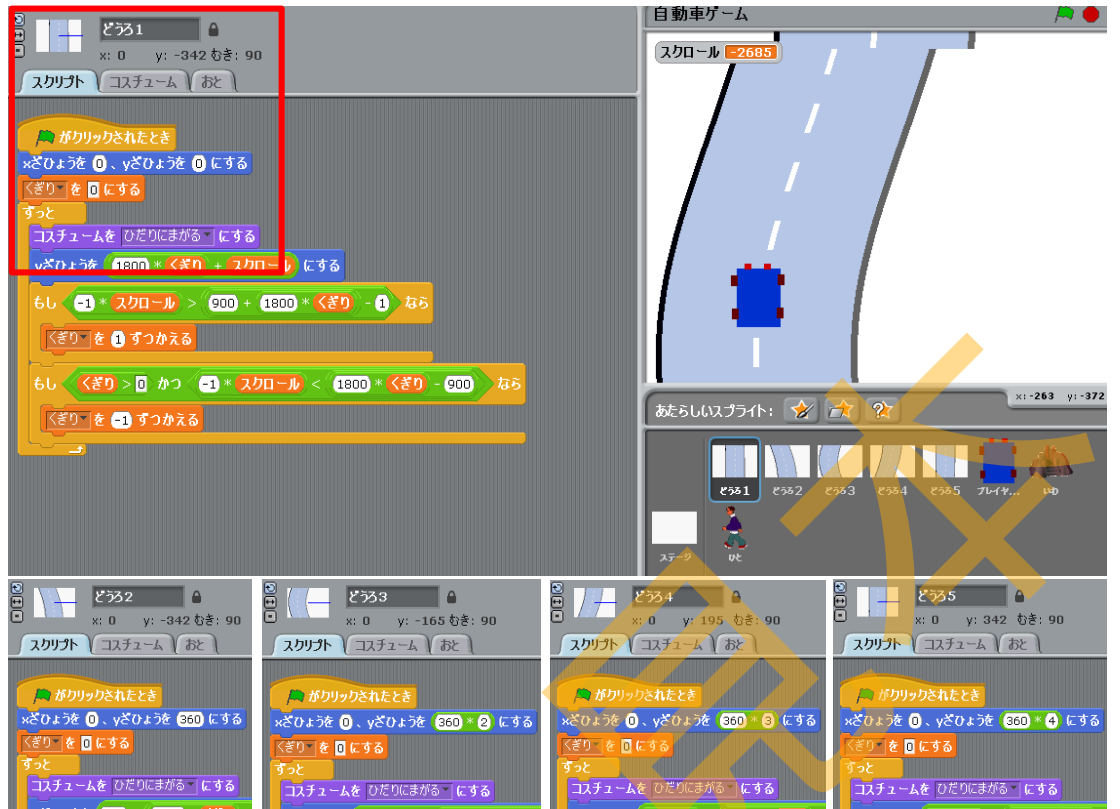 どうろ1
x: 0 y: -342 むき: 90
スクリプト コスチューム おと
がクリックされたとき
xざひょうを 0、yざひょうを 0 にする
くぎり を 0 にする
ずっと
コスチュームを ひだりにまがる にする
yざひょうを 1800 * くぎり + スクロール にする
もし -1 * スクロール > 900 + 1800 * くぎり - 1 なら
くぎり を 1 ずつかえる
もし くぎり > 0 かつ -1 * スクロール < 1800 * くぎり - 900 なら
くぎり を -1 ずつかえる
自動車ゲーム
スクロール -2685
x: -263 y: -372
あたらしいスプライト:
どうろ1 どうろ2 どうろ3 どうろ4 どうろ5 プレイヤ... いわ
ステージ ひと
どうろ2
x: 0 y: -342 むき: 90
スクリプト コスチューム おと
がクリックされたとき
xざひょうを 0、yざひょうを 360 にする
くぎり を 0 にする
ずっと
コスチュームを ひだりにまがる にする
どうろ3
x: 0 y: -165 むき: 90
スクリプト コスチューム おと
がクリックされたとき
xざひょうを 0、yざひょうを 360 * 2 にする
くぎり を 0 にする
ずっと
コスチュームを ひだりにまがる にする
どうろ4
x: 0 y: 195 むき: 90
スクリプト コスチューム おと
がクリックされたとき
xざひょうを 0、yざひょうを 360 * 3 にする
くぎり を 0 にする
ずっと
コスチュームを ひだりにまがる にする
どうろ5
x: 0 y: 342 むき: 90
スクリプト コスチューム おと
がクリックされたとき
xざひょうを 0、yざひょうを 360 * 4 にする
くぎり を 0 にする
ずっと
コスチュームを ひだりにまがる にする
見本